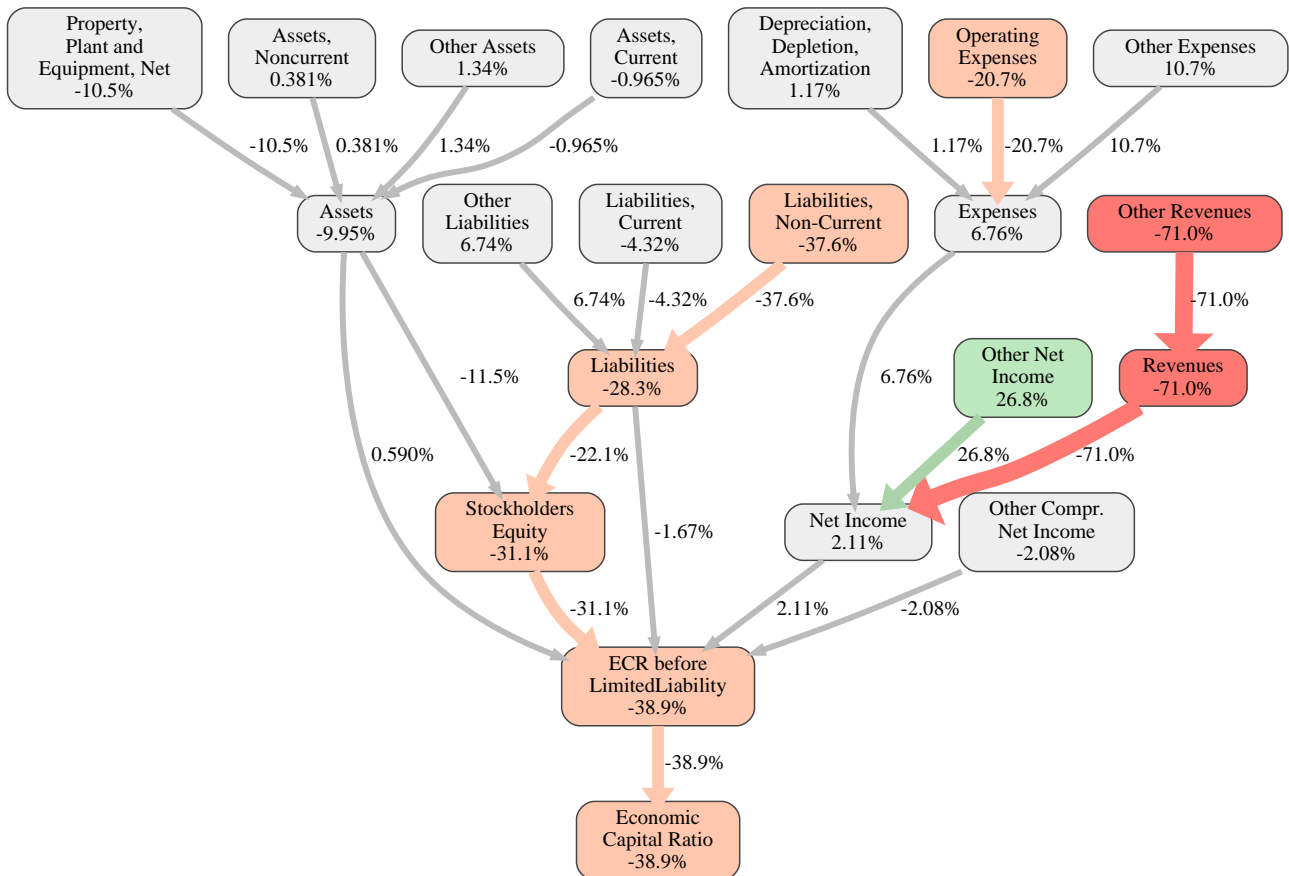 Property,
Plant and
Equipment, Net
-10.5%
Assets,
Noncurrent
0.381%
Other Assets
1.34%
Assets,
Current
-0.965%
Depreciation,
Depletion,
Amortization
1.17%
Operating
Expenses
-20.7%
Other Expenses
10.7%
-10.5%
0.381%
1.34%
-0.965%
1.17%
-20.7%
10.7%
Assets
-9.95%
Other
Liabilities
6.74%
Liabilities,
Current
-4.32%
Liabilities,
Non-Current
-37.6%
Expenses
6.76%
Other Revenues
-71.0%
6.74%
-4.32%
-37.6%
-71.0%
Liabilities
-28.3%
Other Net
Income
26.8%
Revenues
-71.0%
-11.5%
6.76%
0.590%
-22.1%
26.8%
-71.0%
Stockholders
Equity
-31.1%
-1.67%
Net Income
2.11%
Other Compr.
Net Income
-2.08%
-31.1%
2.11%
-2.08%
ECR before
LimitedLiability
-38.9%
-38.9%
Economic
Capital Ratio
-38.9%